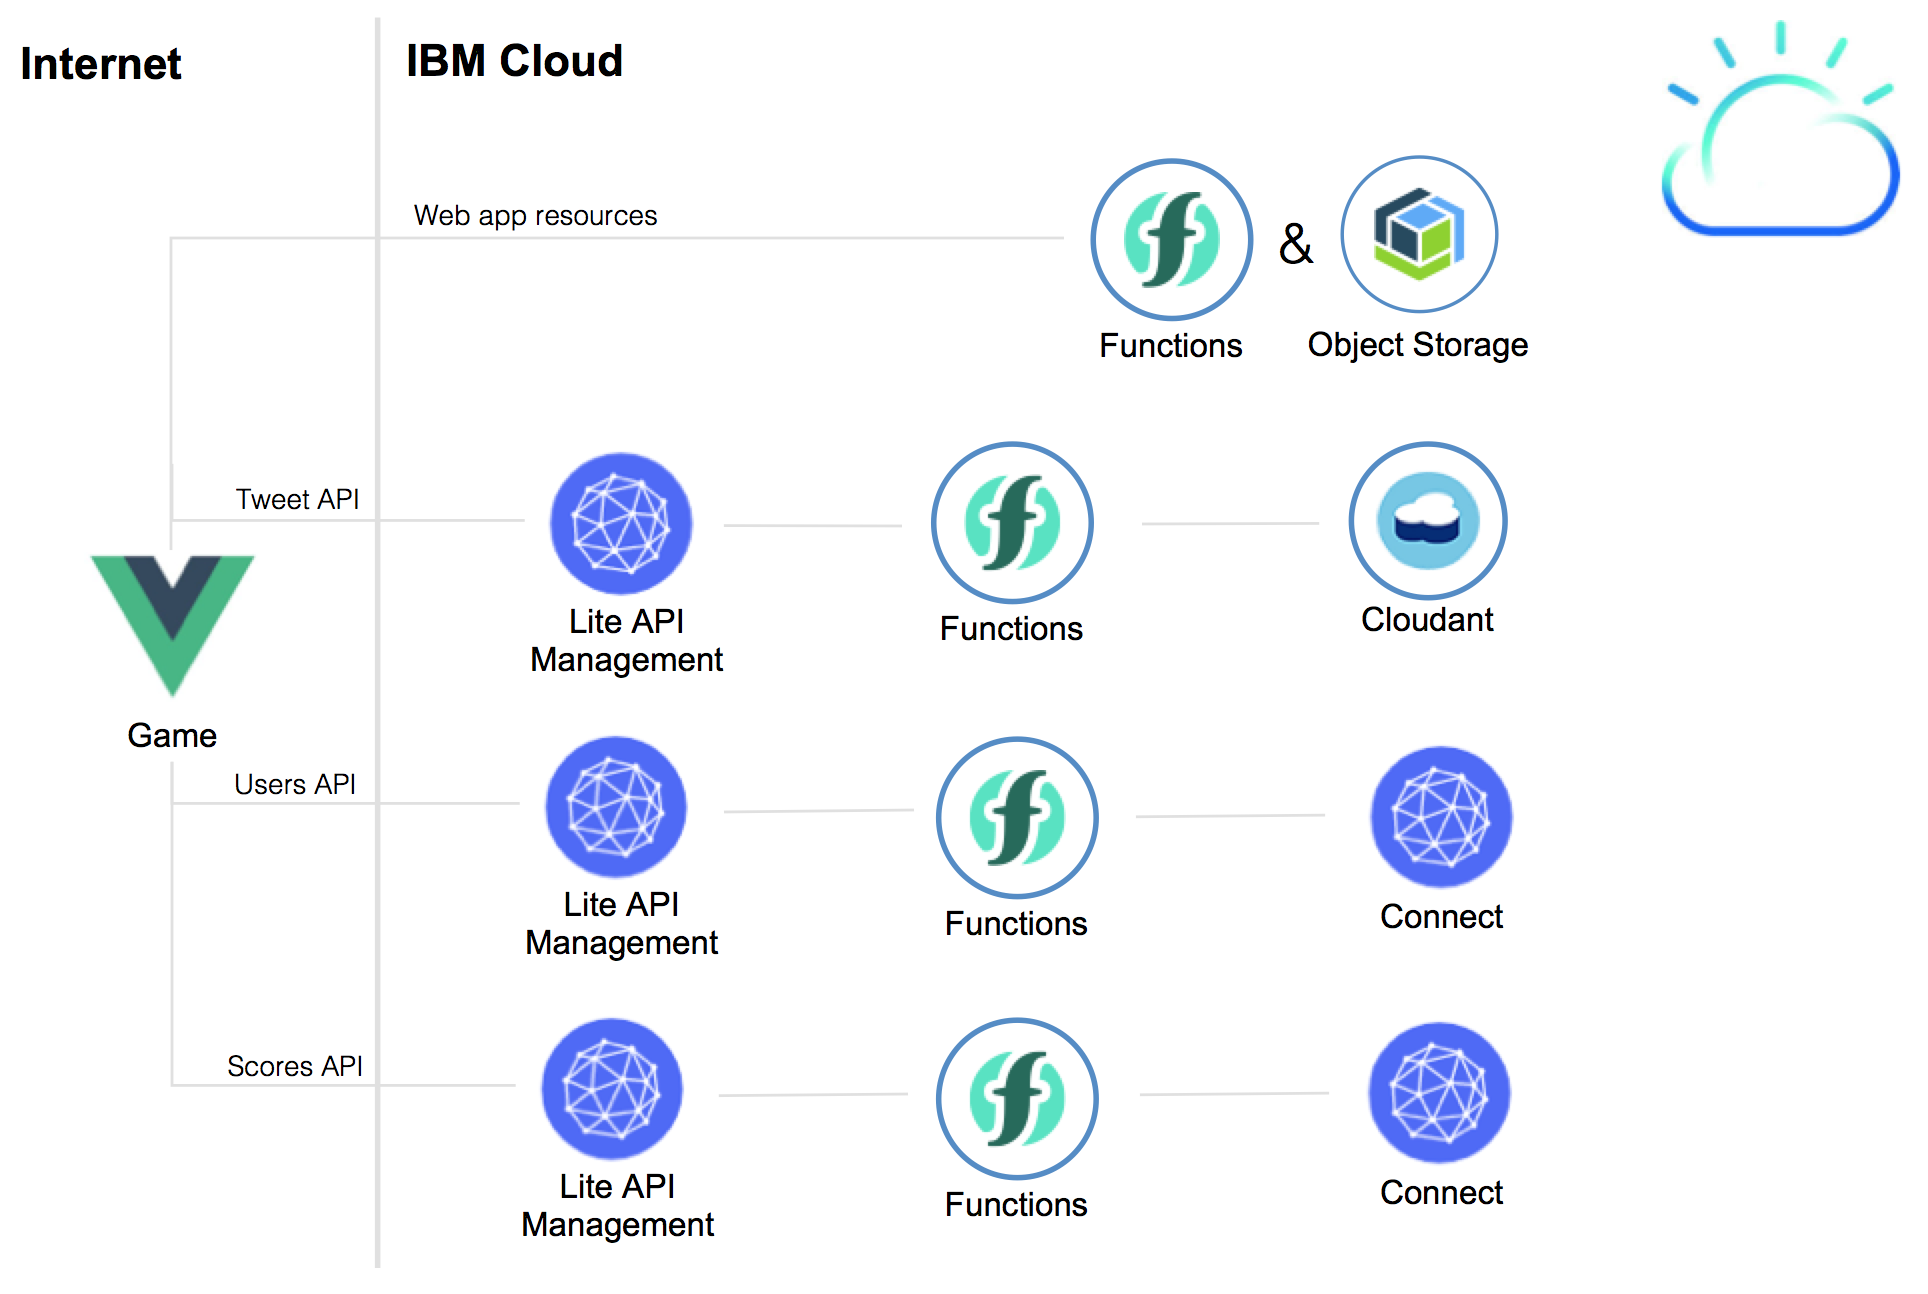 Internet
IBM Cloud
Web app resources
&
Functions
Object Storage
Tweet API
Lite API
Management
Functions
Cloudant
Game
Users API
Lite API
Management
Functions
Connect
Scores API
Lite API
Management
Functions
Connect